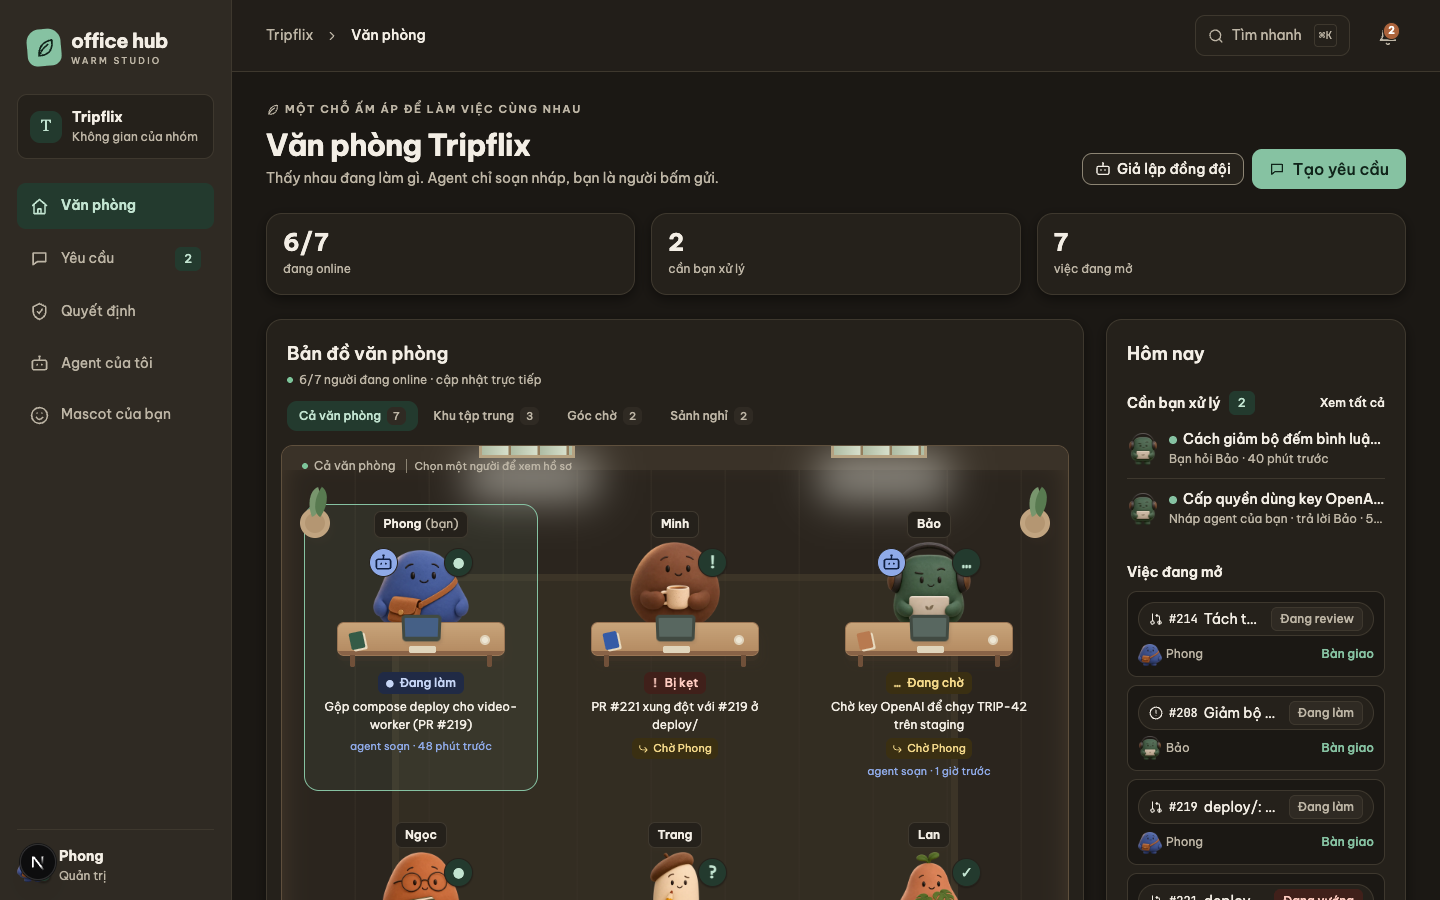 office hub
WARM STUDIO
T
Tripflix
Không gian của nhóm
Văn phòng
Yêu cầu
2
Quyết định
Agent của tôi
Mascot của bạn
N
Phong
Quản trị
Tripflix > Văn phòng
Tìm nhanh
⌘K
2
MỘT CHỖ ẤM ÁP ĐỂ LÀM VIỆC CÙNG NHAU
Văn phòng Tripflix
Thấy nhau đang làm gì. Agent chỉ soạn nháp, bạn là người bấm gửi.
Giả lập đồng đội
Tạo yêu cầu
6/7
đang online
2
cần bạn xử lý
7
việc đang mở
Bản đồ văn phòng
6/7 người đang online · cập nhật trực tiếp
Cả văn phòng 7
Khu tập trung 3
Góc chờ 2
Sảnh nghỉ 2
Cả văn phòng
Chọn một người để xem hồ sơ
Phong (bạn)
Đang làm
Gộp compose deploy cho video-
worker (PR #219)
agent soạn · 48 phút trước
Minh
!
! Bị kẹt
PR #221 xung đột với #219 ở
deploy/
↪ Chờ Phong
Bảo
…
… Đang chờ
Chờ key OpenAI để chạy TRIP-42
trên staging
↪ Chờ Phong
agent soạn · 1 giờ trước
Ngọc
Trang
?
Lan
✓
Hôm nay
Cần bạn xử lý 2
Xem tất cả
Cách giảm bộ đếm bình luậ...
Bạn hỏi Bảo · 40 phút trước
Cấp quyền dùng key OpenA...
Nháp agent của bạn · trả lời Bảo · 5...
Việc đang mở
#214 Tách t... Đang review
Phong Bàn giao
#208 Giảm bộ ... Đang làm
Bảo Bàn giao
#219 deploy/: ... Đang làm
Phong Bàn giao